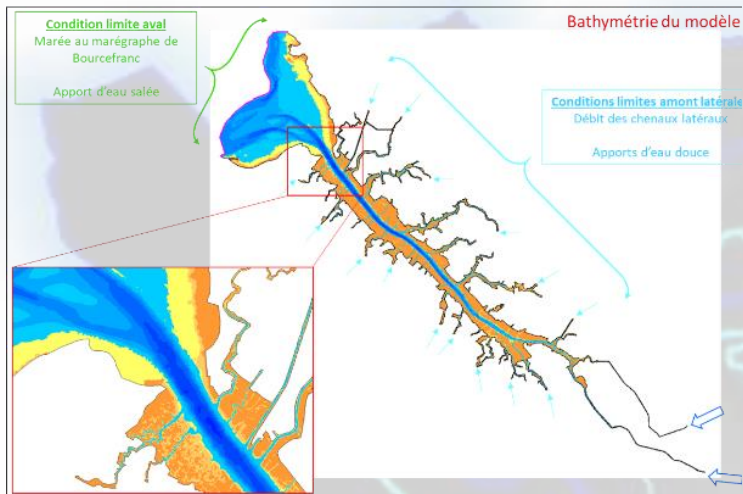 Bathymétrie du modèle
Condition limite aval
Marée au marégraphe de
Bourcefranc
Apport d'eau salée
Conditions limites amont latérale
Débit des chenaux latéraux
Apports d'eau douce